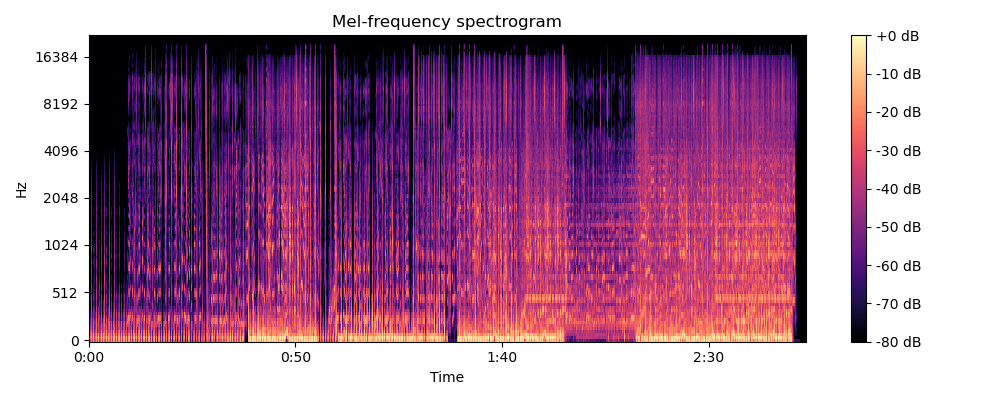 Mel-frequency spectrogram
Hz
16384
8192
4096
2048
1024
512
0
0:00
0:50
1:40
2:30
Time
+0 dB
-10 dB
-20 dB
-30 dB
-40 dB
-50 dB
-60 dB
-70 dB
-80 dB